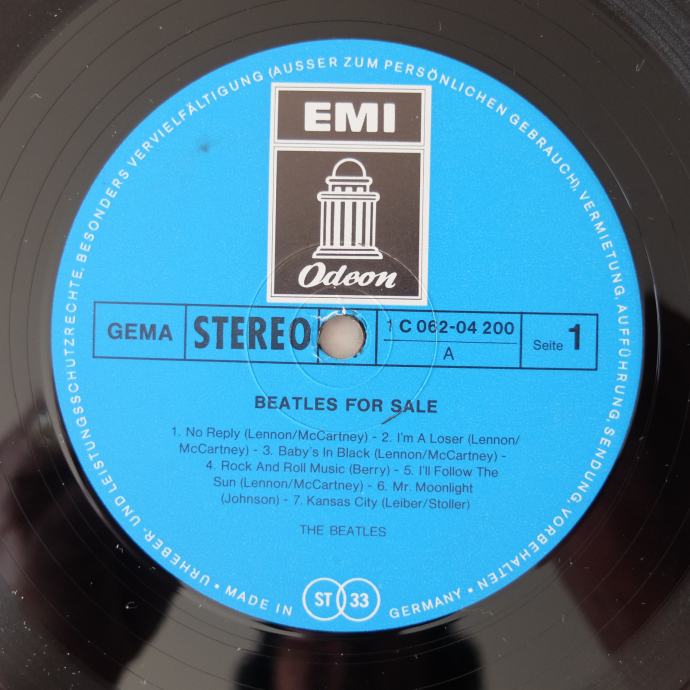 URHEBER- UND LEISTUNGSSCHUTZRECHTE, BESONDERS VERVIELFÄLTIGUNG (AUSSER ZUM PERSÖNLICHEN GEBRAUCH), VERMIETUNG, AUFFÜHRUNG, SENDUNG, VORBEHALTEN •
EMI
Odeon
GEMA
STEREO
1 C 062-04 200
A
Seite 1
BEATLES FOR SALE
1. No Reply (Lennon/McCartney) - 2. I'm A Loser (Lennon/
McCartney) - 3. Baby's In Black (Lennon/McCartney) -
4. Rock And Roll Music (Berry) - 5. I'll Follow The
Sun (Lennon/McCartney) - 6. Mr. Moonlight
(Johnson) - 7. Kansas City (Leiber/Stoller)
THE BEATLES
• MADE IN
ST 33
GERMANY